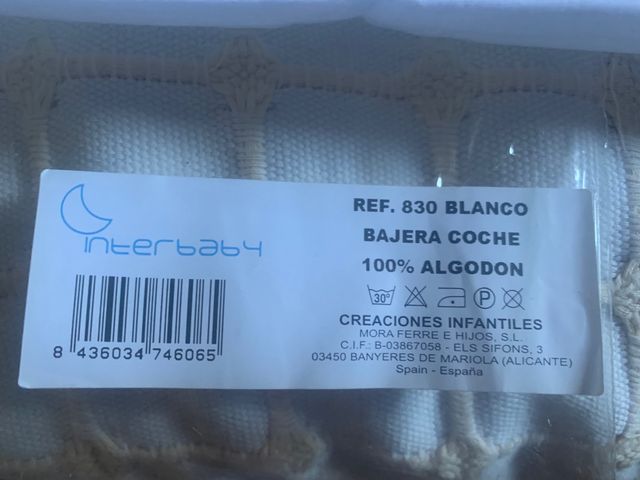 interbaby
8 436034 746065
REF. 830 BLANCO
BAJERA COCHE
100% ALGODON
30° P
CREACIONES INFANTILES
MORA FERRE E HIJOS, S.L.
C.I.F.: B-03867058 - ELS SIFONS, 3
03450 BANYERES DE MARIOLA (ALICANTE)
Spain - España